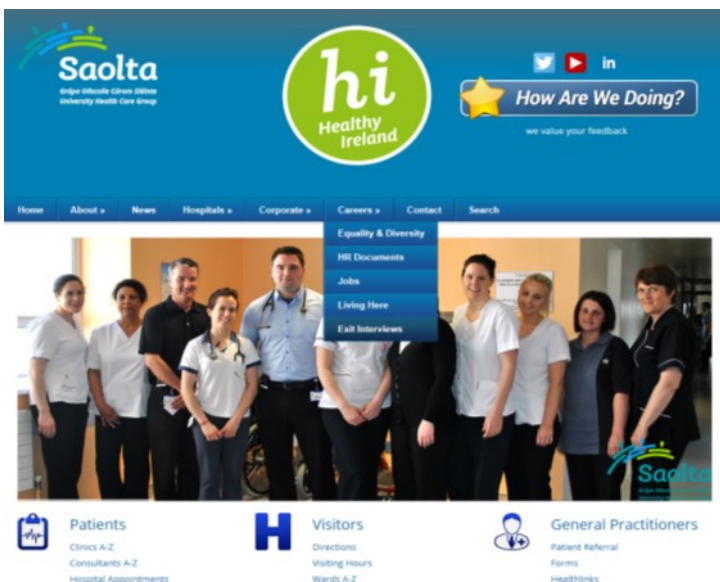 Saolta
Grúpa Ollscoile Cúram Sláinte
University Health Care Group
hi
Healthy
Ireland
in
How Are We Doing?
we value your feedback
Home About » News Hospitals » Corporate » Careers » Contact Search
Equality & Diversity
HR Documents
Jobs
Living Here
Exit Interviews
Saolta
Patients
Clinics A-Z
Consultants A-Z
Hospital Appointments
Visitors
Directions
Visiting Hours
Wards A-Z
General Practitioners
Patient Referral
Forms
Healthlinks